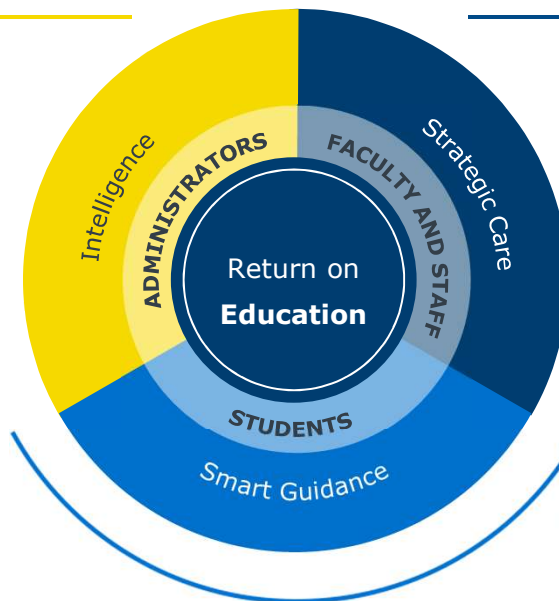 Intelligence
ADMINISTRATORS
FACULTY AND STAFF
Strategic Care
Return on
Education
STUDENTS
Smart Guidance